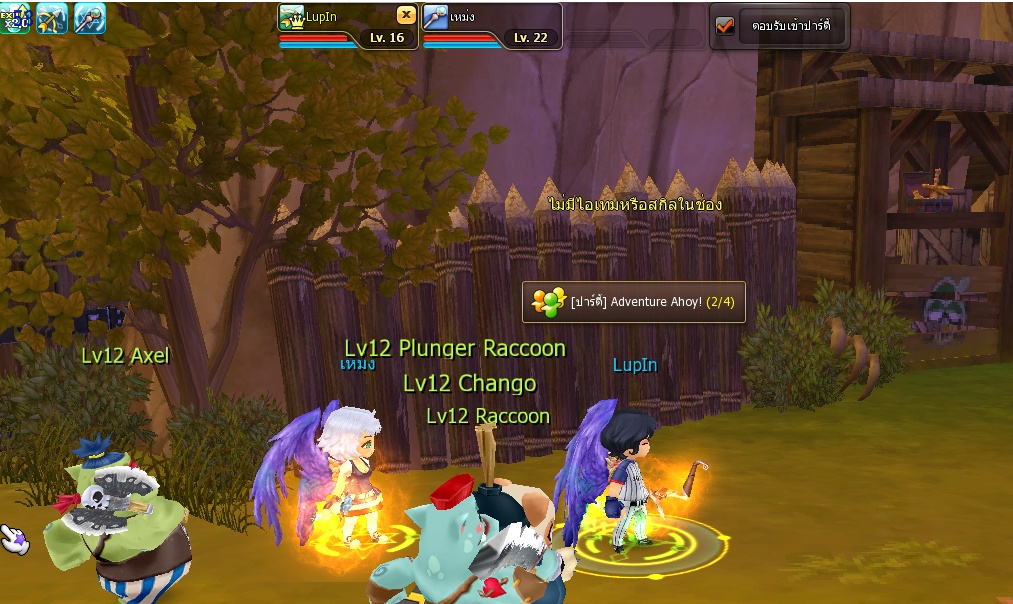 EXP
x2.0
LupIn
Lv. 16
เหม่ง
Lv. 22
ตอบรับเข้าปาร์ตี้
ไม่มีไอเทมหรือสกิลในช่อง
[ปาร์ตี้] Adventure Ahoy! (2/4)
Lv12 Axel
Lv12 Plunger Raccoon
เหม่ง
LupIn
Lv12 Chango
Lv12 Raccoon